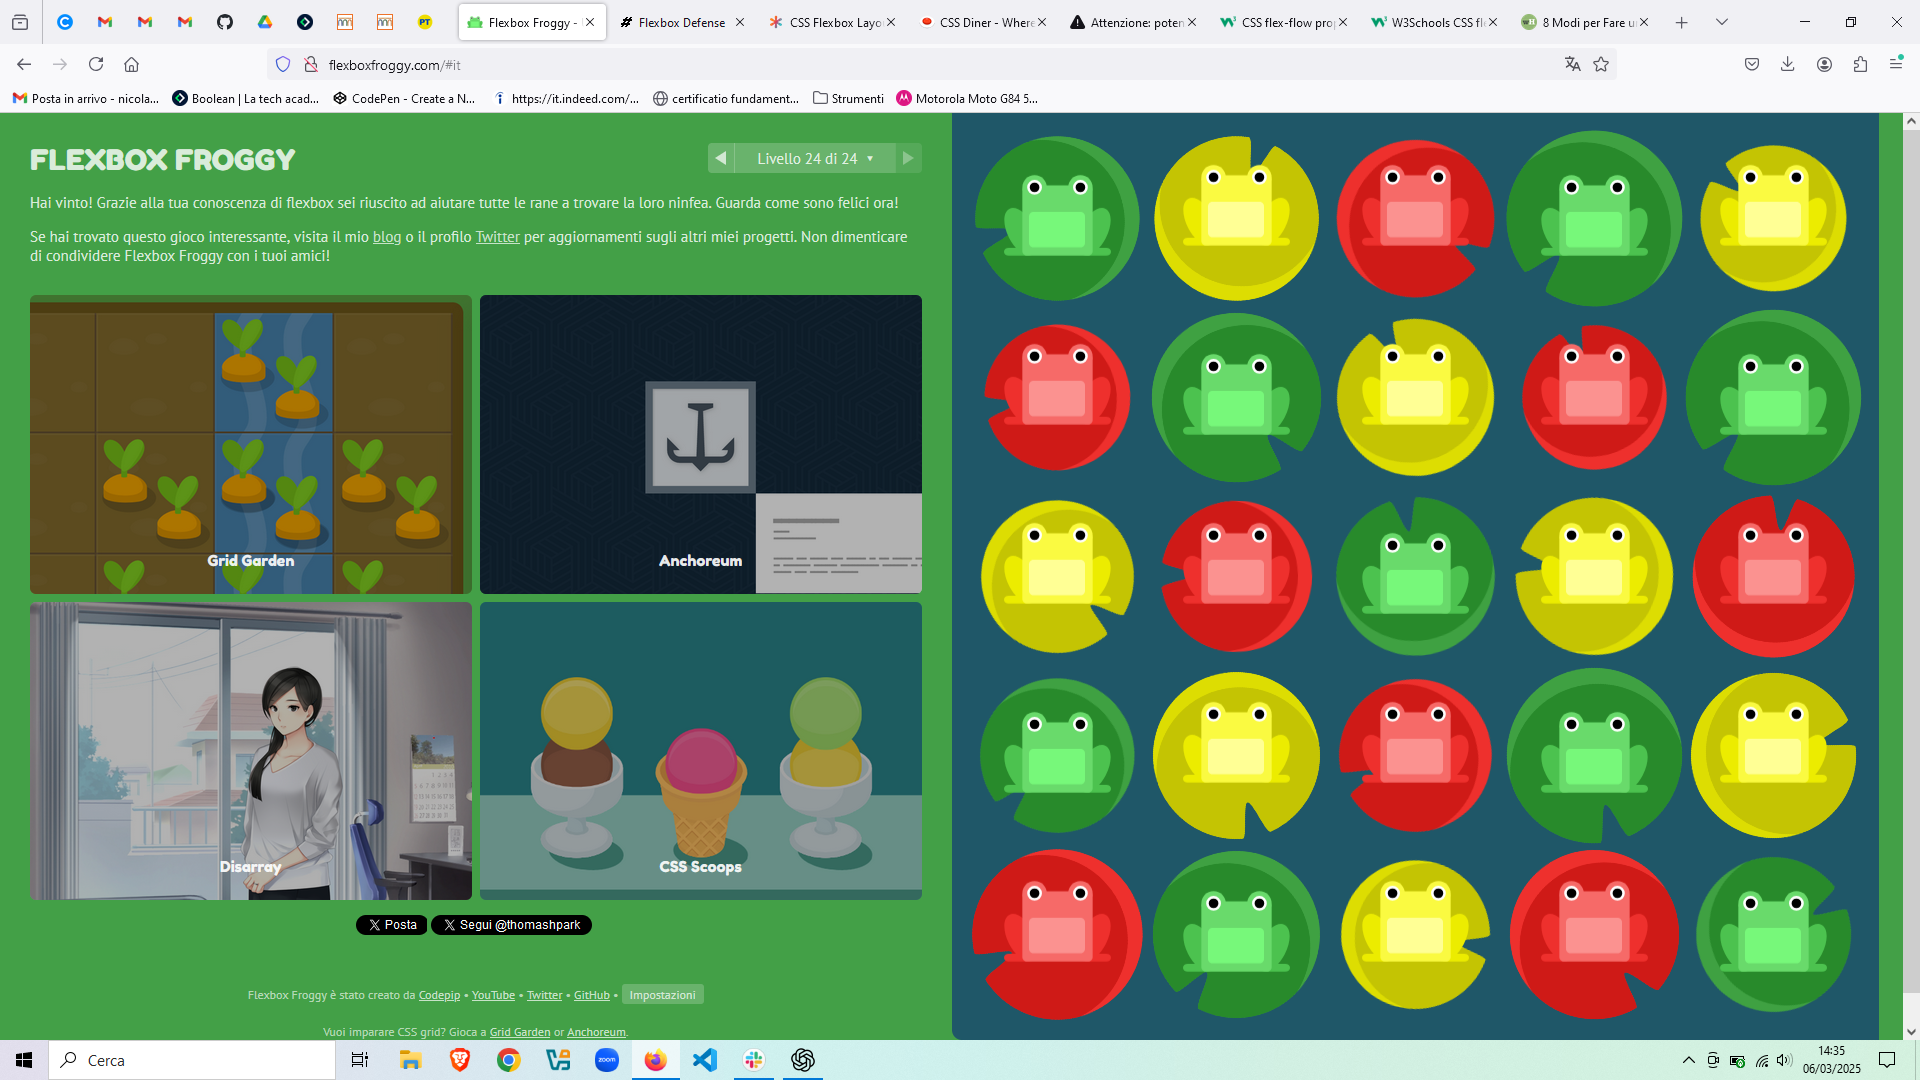 Flexbox Froggy -
Flexbox Defense
CSS Flexbox Layo
CSS Diner - Where
Attenzione: poten
CSS flex-flow pro
W3Schools CSS fl
8 Modi per Fare u
flexboxfroggy.com/#it
Posta in arrivo - nicola...
Boolean | La tech acad...
CodePen - Create a N...
https://it.indeed.com/...
certificatio fundament...
Strumenti
Motorola Moto G84 5...
FLEXBOX FROGGY
Livello 24 di 24 ▼
Hai vinto! Grazie alla tua conoscenza di flexbox sei riuscito ad aiutare tutte le rane a trovare la loro ninfea. Guarda come sono felici ora!
Se hai trovato questo gioco interessante, visita il mio blog o il profilo Twitter per aggiornamenti sugli altri miei progetti. Non dimenticare
di condividere Flexbox Froggy con i tuoi amici!
Grid Garden
Anchoreum
Disarray
CSS Scoops
Posta
Segui @thomashpark
Flexbox Froggy è stato creato da Codepip • YouTube • Twitter • GitHub • Impostazioni
Vuoi imparare CSS grid? Gioca a Grid Garden or Anchoreum.
Cerca
zoom
14:35
06/03/2025